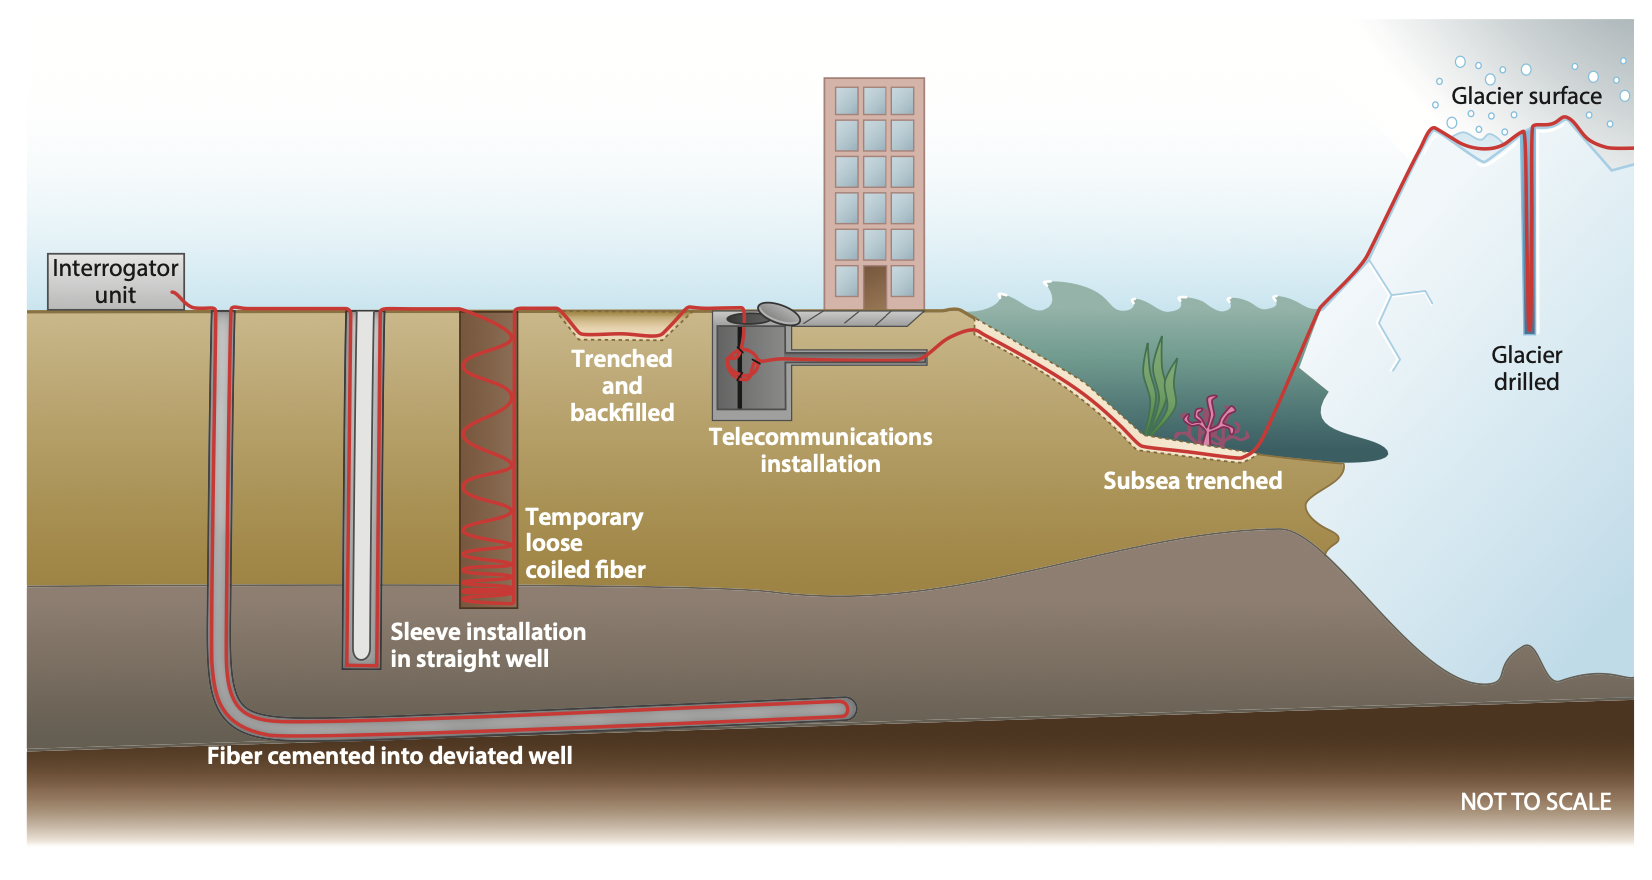 Glacier surface
Interrogator
unit
Trenched
and
backfilled
Glacier
drilled
Telecommunications
installation
Subsea trenched
Temporary
loose
coiled fiber
Sleeve installation
in straight well
Fiber cemented into deviated well
NOT TO SCALE